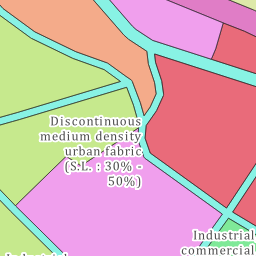 Discontinuous
medium density
urban fabric
(S.L. : 30% -
50%)
Industrial
commercial